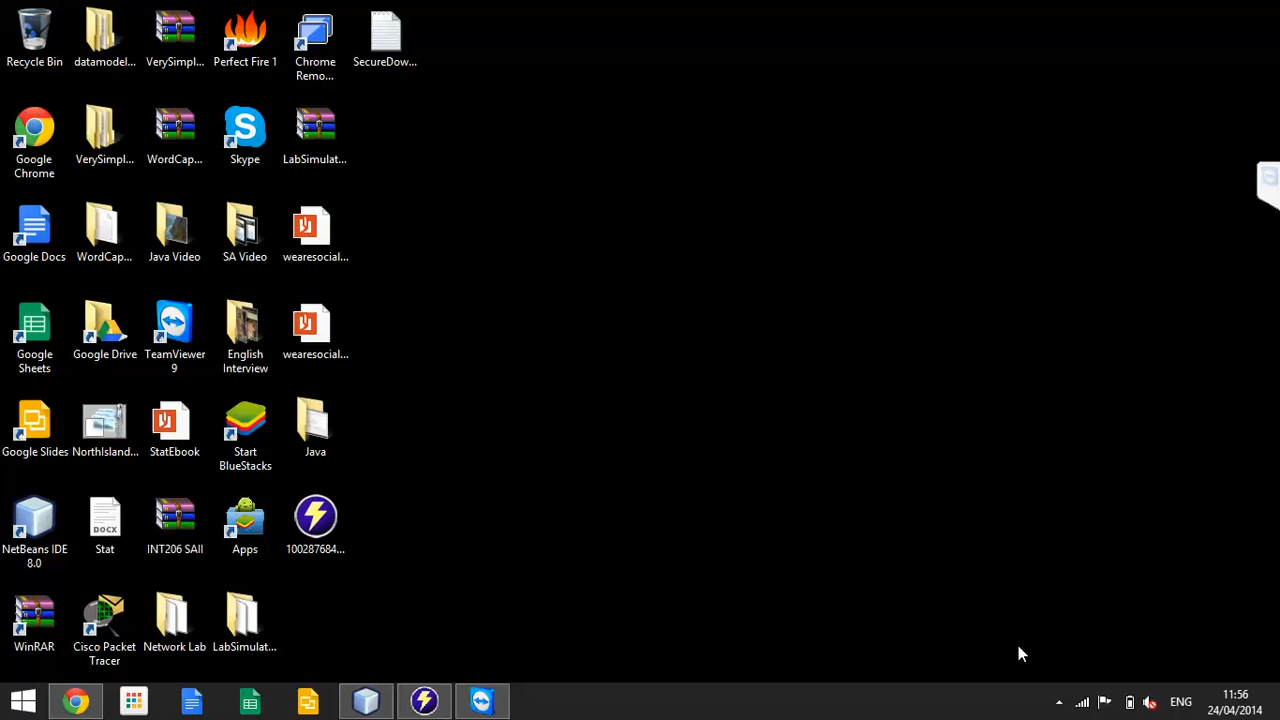 Recycle Bin
datamodel...
VerySimpl...
Perfect Fire 1
Chrome
Remo...
SecureDow...
Google
Chrome
VerySimpl...
WordCap...
Skype
LabSimulat...
Google Docs
WordCap...
Java Video
SA Video
wearesocial...
Google
Sheets
Google Drive
TeamViewer
9
English
Interview
wearesocial...
Google Slides
NorthIsland...
StatEbook
Start
BlueStacks
Java
NetBeans IDE
8.0
DOCX
Stat
INT206 SAII
Apps
100287684...
WinRAR
Cisco Packet
Tracer
Network Lab
LabSimulat...
ENG
11:56
24/04/2014